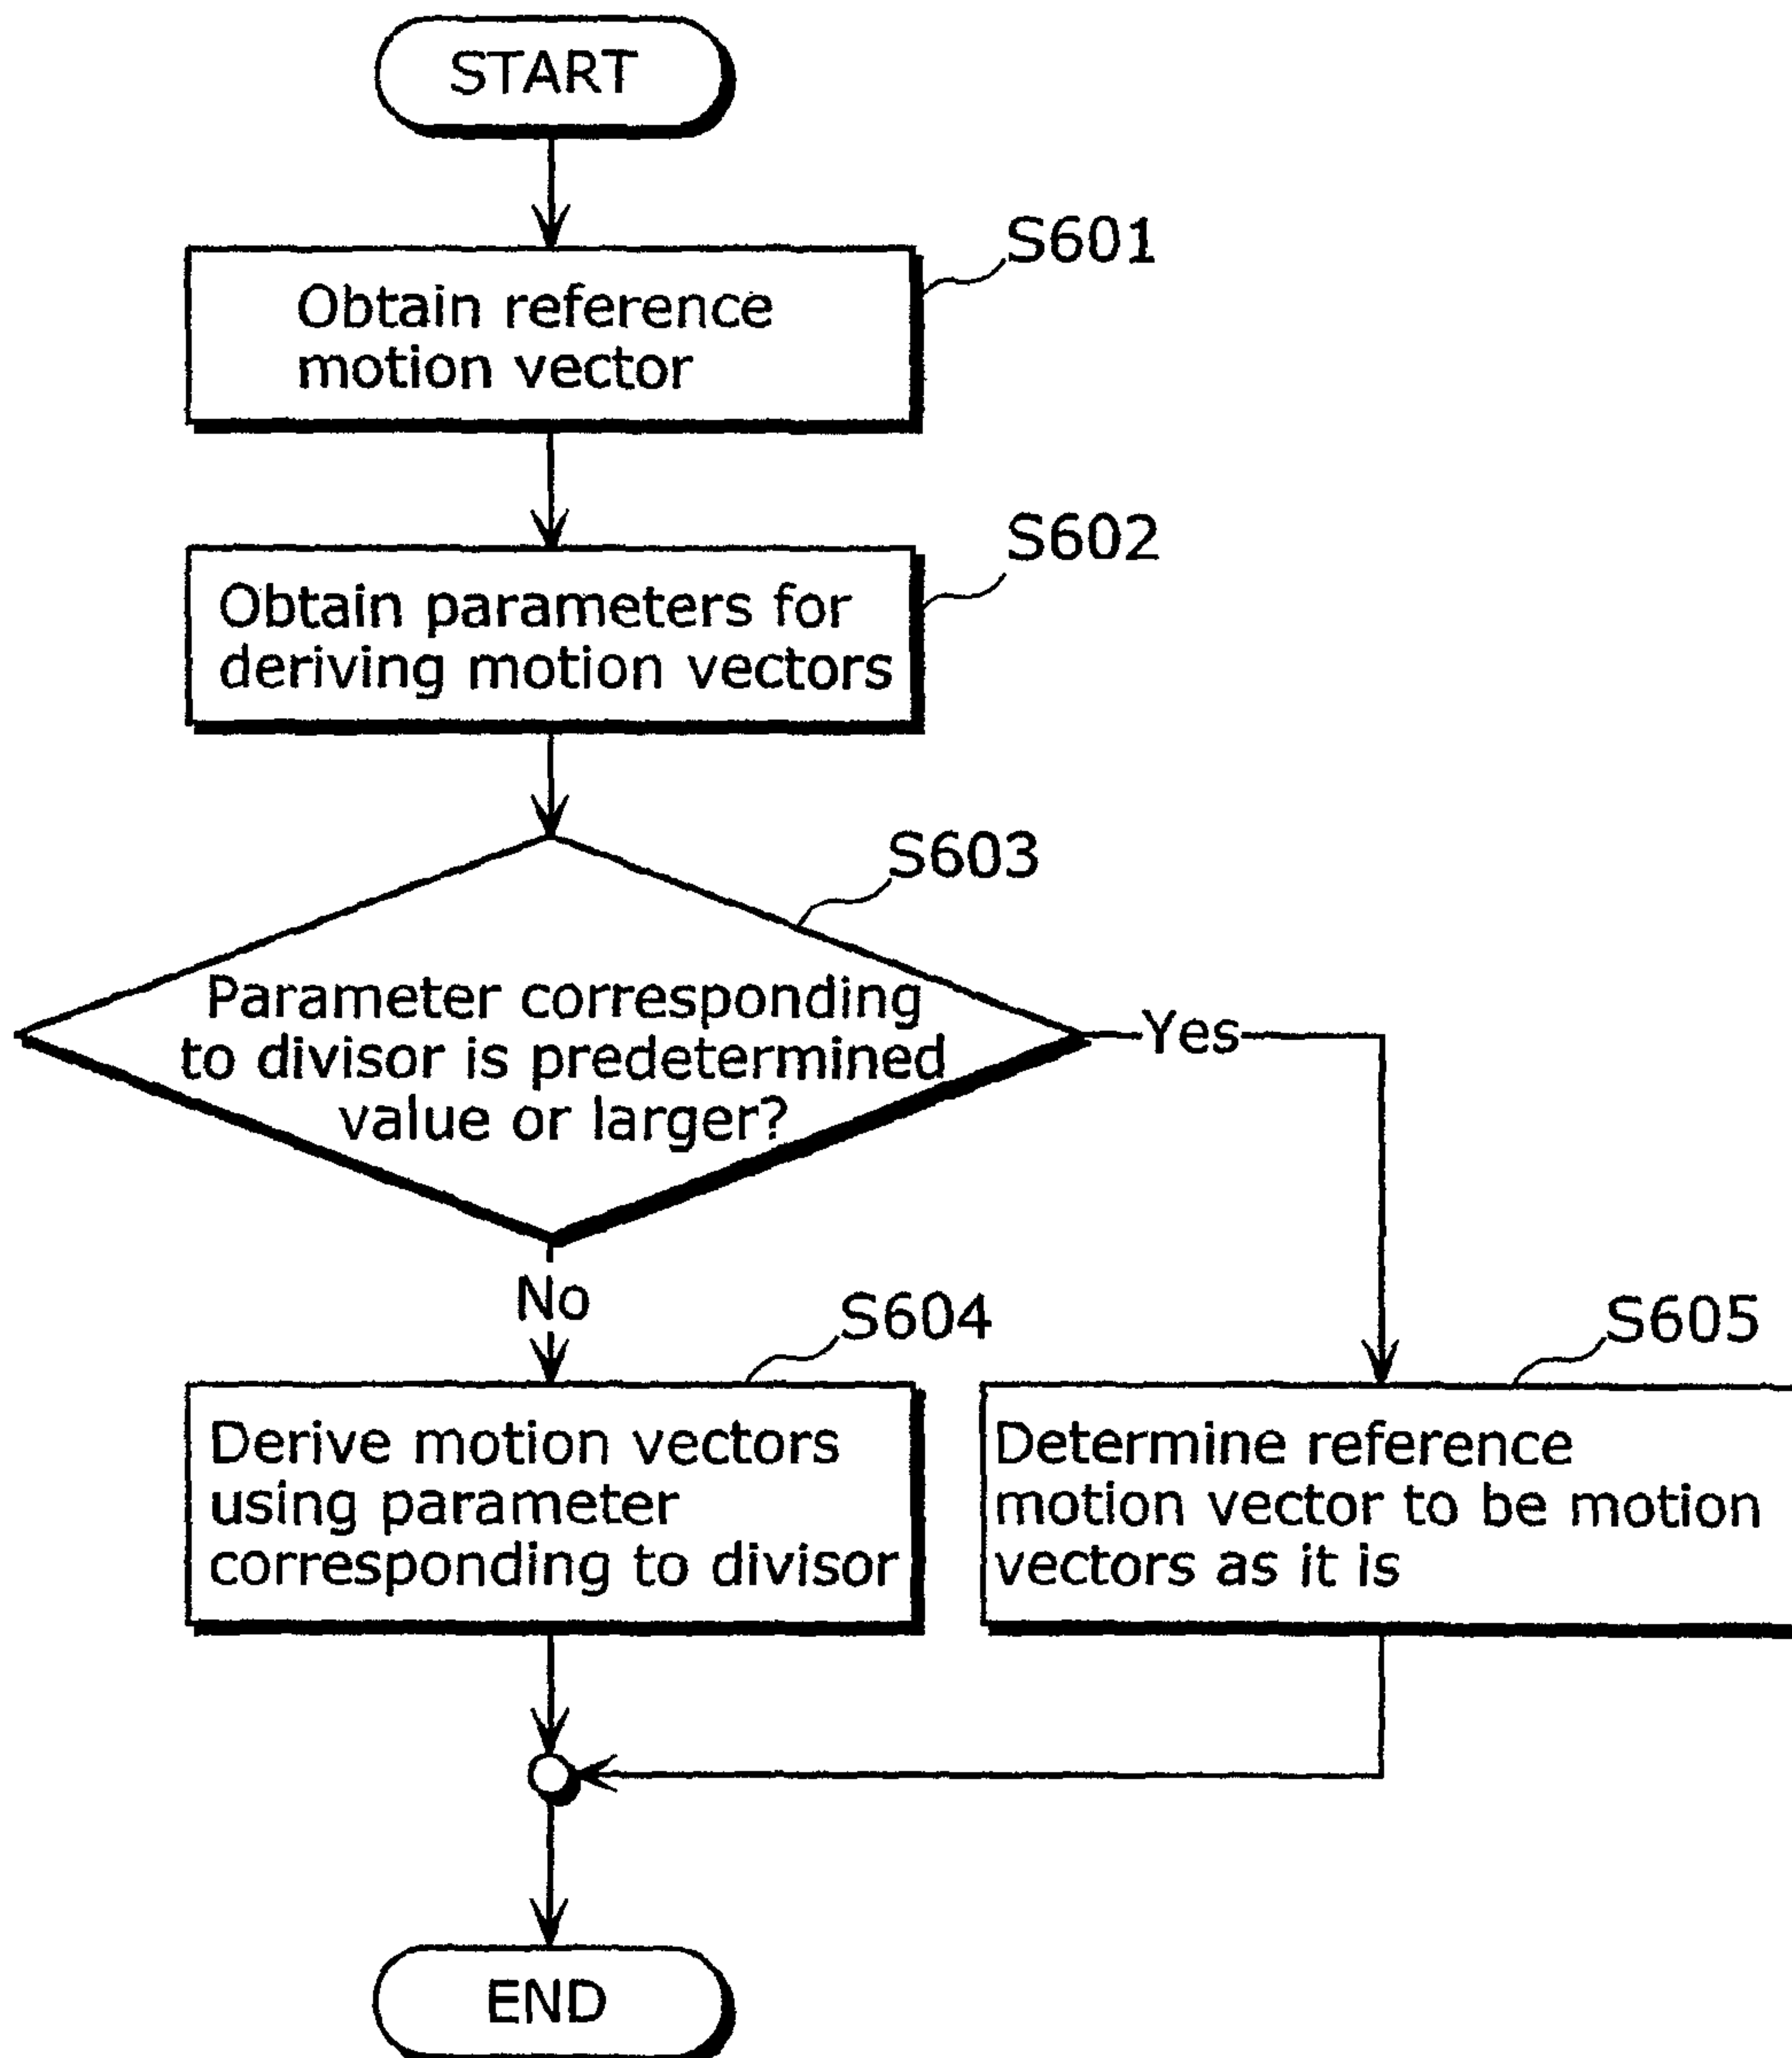 START
S601
Obtain reference
motion vector
S602
Obtain parameters for
deriving motion vectors
S603
Parameter corresponding
to divisor is predetermined
value or larger?
Yes
No
S604
Derive motion vectors
using parameter
corresponding to divisor
S605
Determine reference
motion vector to be motion
vectors as it is
END